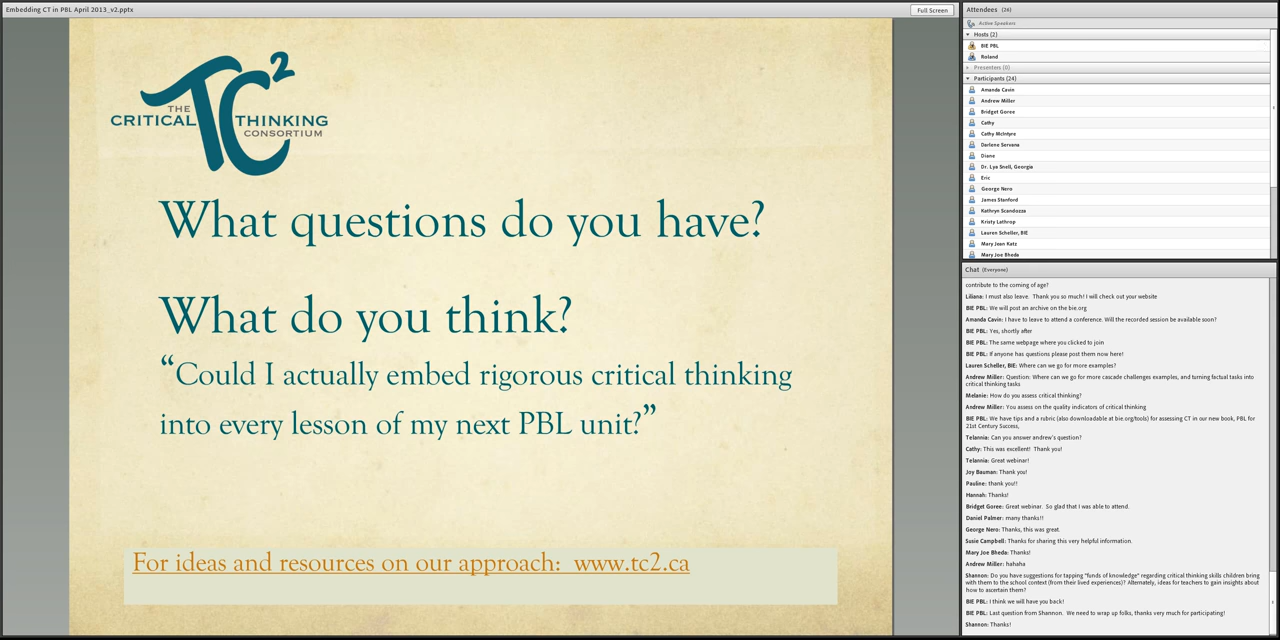 Embedding CT in PBL April 2013_v2.pptx
Full Screen
TC2
THE
CRITICAL THINKING
CONSORTIUM
What questions do you have?
What do you think?
“Could I actually embed rigorous critical thinking
into every lesson of my next PBL unit?”
For ideas and resources on our approach:  www.tc2.ca
Attendees (26)
Active Speakers
Hosts (2)
BIE PBL
Roland
Presenters (0)
Participants (24)
Amanda Cavin
Andrew Miller
Bridget Goree
Cathy
Cathy McIntyre
Darlene Servana
Diane
Dr. Lya Snell, Georgia
Eric
George Nero
James Stanford
Kathryn Scandozza
Kristy Lathrop
Lauren Scheller, BIE
Mary Jean Katz
Mary Joe Bheda
Chat (Everyone)
contribute to the coming of age?
Liliana: I must also leave.  Thank you so much! I will check out your website
BIE PBL: We will post an archive on the bie.org
Amanda Cavin: I have to leave to attend a conference. Will the recorded session be available soon?
BIE PBL: Yes, shortly after
BIE PBL: The same webpage where you clicked to join
BIE PBL: If anyone has questions please post them now here!
Lauren Scheller, BIE: Where can we go for more examples?
Andrew Miller: Question: Where can we go for more cascade challenges examples, and turning factual tasks into
critical thinking tasks
Melanie: How do you assess critical thinking?
Andrew Miller: You assess on the quality indicators of critical thinking
BIE PBL: We have tips and a rubric (also downloadable at bie.org/tools) for assessing CT in our new book, PBL for
21st Century Success,
Telannia: Can you answer andrew's question?
Cathy: This was excellent!  Thank you!
Telannia: Great webinar!
Joy Bauman: Thank you!
Pauline: thank you!!
Hannah: Thanks!
Bridget Goree: Great webinar.  So glad that I was able to attend.
Daniel Palmer: many thanks!!
George Nero: Thanks, this was great.
Susie Campbell: Thanks for sharing this very helpful information.
Mary Joe Bheda: Thanks!
Andrew Miller: hahaha
Shannon: Do you have suggestions for tapping "funds of knowledge" regarding critical thinking skills children bring
with them to the school context (from their lived experiences)? Alternately, ideas for teachers to gain insights about
how to ascertain them?
BIE PBL: I think we will have you back!
BIE PBL: Last question from Shannon.  We need to wrap up folks, thanks very much for participating!
Shannon: Thanks!